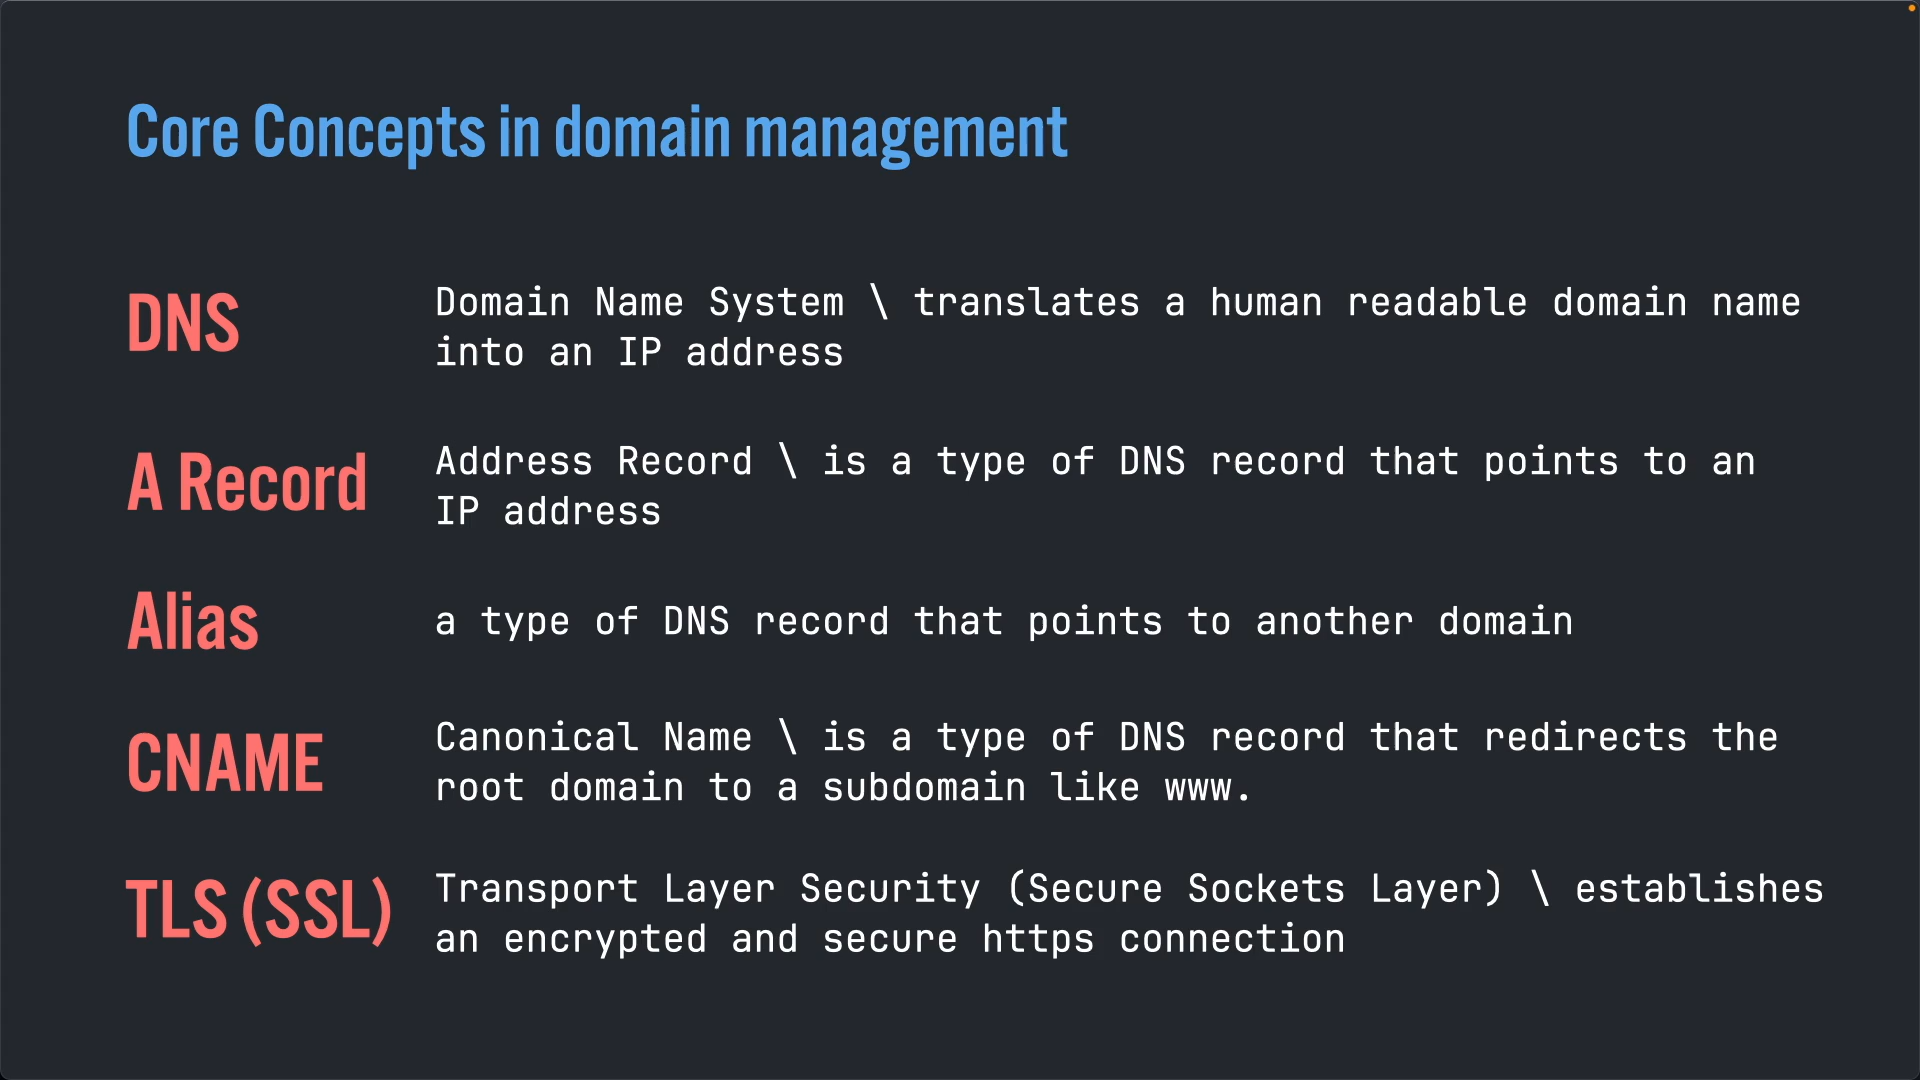 Core Concepts in domain management
DNS
Domain Name System \ translates a human readable domain name
into an IP address
A Record
Address Record \ is a type of DNS record that points to an
IP address
Alias
a type of DNS record that points to another domain
CNAME
Canonical Name \ is a type of DNS record that redirects the
root domain to a subdomain like www.
TLS (SSL)
Transport Layer Security (Secure Sockets Layer) \ establishes
an encrypted and secure https connection